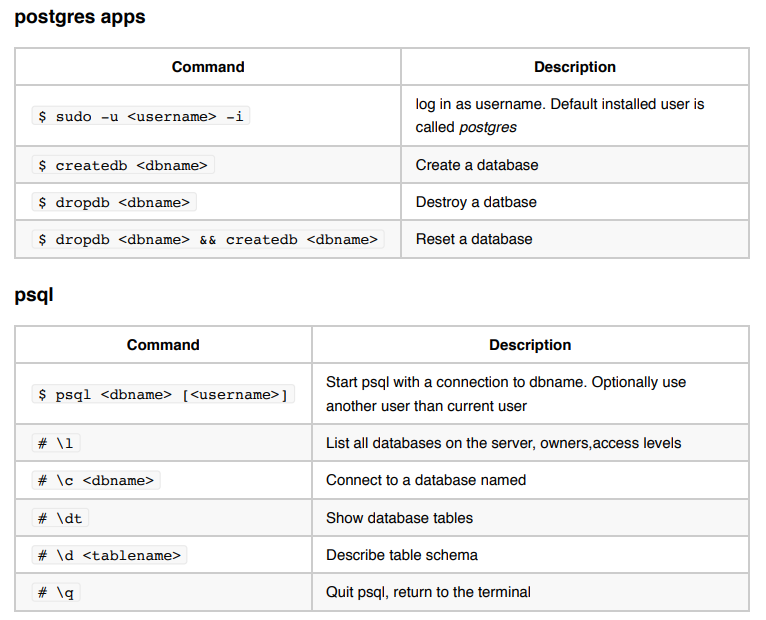 postgres apps
Command Description
$ sudo -u <username> -i log in as username. Default installed user is
called postgres
$ createdb <dbname> Create a database
$ dropdb <dbname> Destroy a datbase
$ dropdb <dbname> && createdb <dbname> Reset a database
psql
Command Description
$ psql <dbname> [<username>] Start psql with a connection to dbname. Optionally use
another user than current user
# \l List all databases on the server, owners,access levels
# \c <dbname> Connect to a database named
# \dt Show database tables
# \d <tablename> Describe table schema
# \q Quit psql, return to the terminal